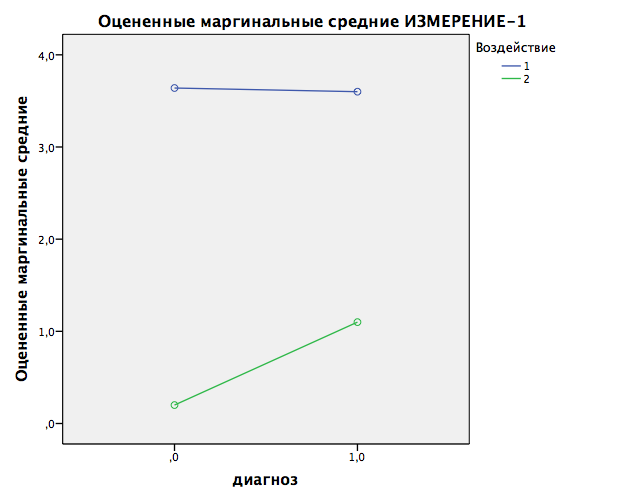 Оцененные маргинальные средние ИЗМЕРЕНИЕ-1
Воздействие
1
2
Оцененные маргинальные средние
4,0
3,0
2,0
1,0
,0
,0
1,0
диагноз